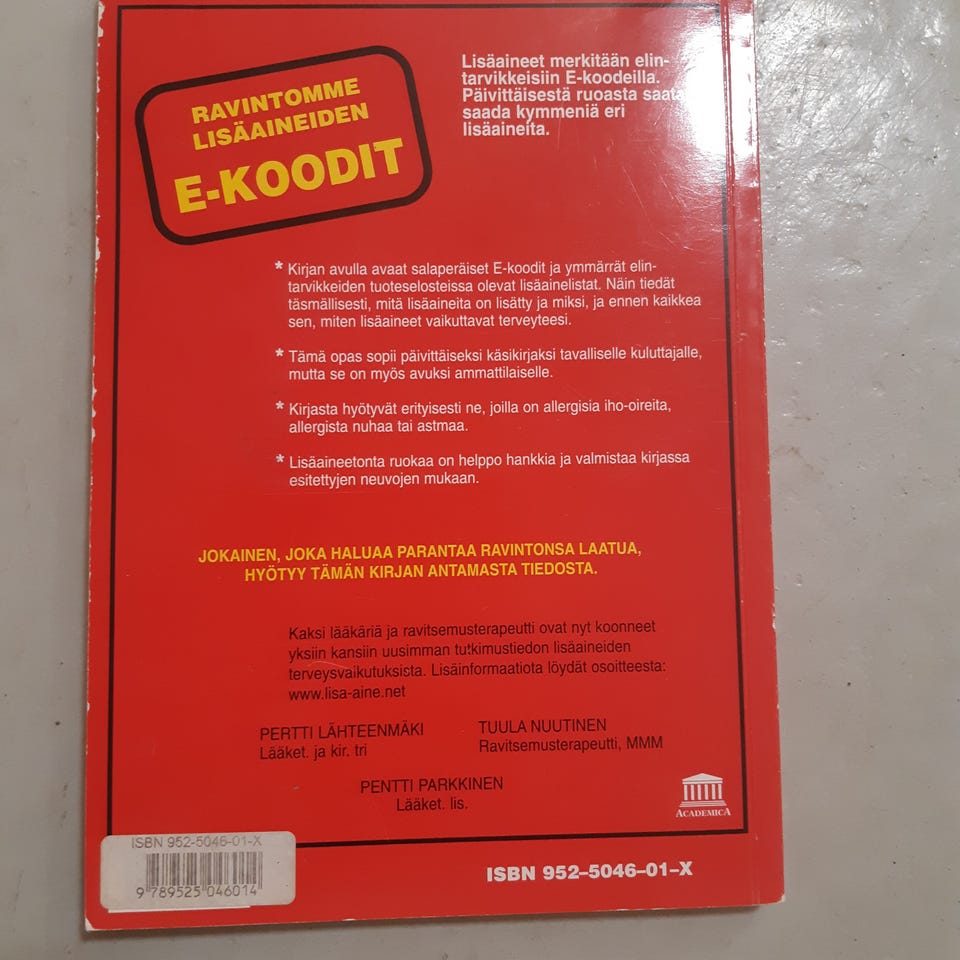 RAVINTOMME
LISÄAINEIDEN
E-KOODIT
Lisäaineet merkitään elin-
tarvikkeisiin E-koodeilla.
Päivittäisestä ruoasta saata
saada kymmeniä eri
lisäaineita.
* Kirjan avulla avaat salaperäiset E-koodit ja ymmärrät elin-
tarvikkeiden tuoteselosteissa olevat lisäainelistat. Näin tiedät
täsmällisesti, mitä lisäaineita on lisätty ja miksi, ja ennen kaikkea
sen, miten lisäaineet vaikuttavat terveyteesi.
* Tämä opas sopii päivittäiseksi käsikirjaksi tavalliselle kuluttajalle,
mutta se on myös avuksi ammattilaiselle.
* Kirjasta hyötyvät erityisesti ne, joilla on allergisia iho-oireita,
allergista nuhaa tai astmaa.
* Lisäaineetonta ruokaa on helppo hankkia ja valmistaa kirjassa
esitettyjen neuvojen mukaan.
JOKAINEN, JOKA HALUAA PARANTAA RAVINTONSA LAATUA,
HYÖTYY TÄMÄN KIRJAN ANTAMASTA TIEDOSTA.
Kaksi lääkäriä ja ravitsemusterapeutti ovat nyt koonneet
yksiin kansiin uusimman tutkimustiedon lisäaineiden
terveysvaikutuksista. Lisäinformaatiota löydät osoitteesta:
www.lisa-aine.net
PERTTI LÄHTEENMÄKI
Lääket. ja kir. tri
TUULA NUUTINEN
Ravitsemusterapeutti, MMM
PENTTI PARKKINEN
Lääket. lis.
ACADEMICA
ISBN 952-5046-01-X
9 789525 046014
ISBN 952–5046–01–X